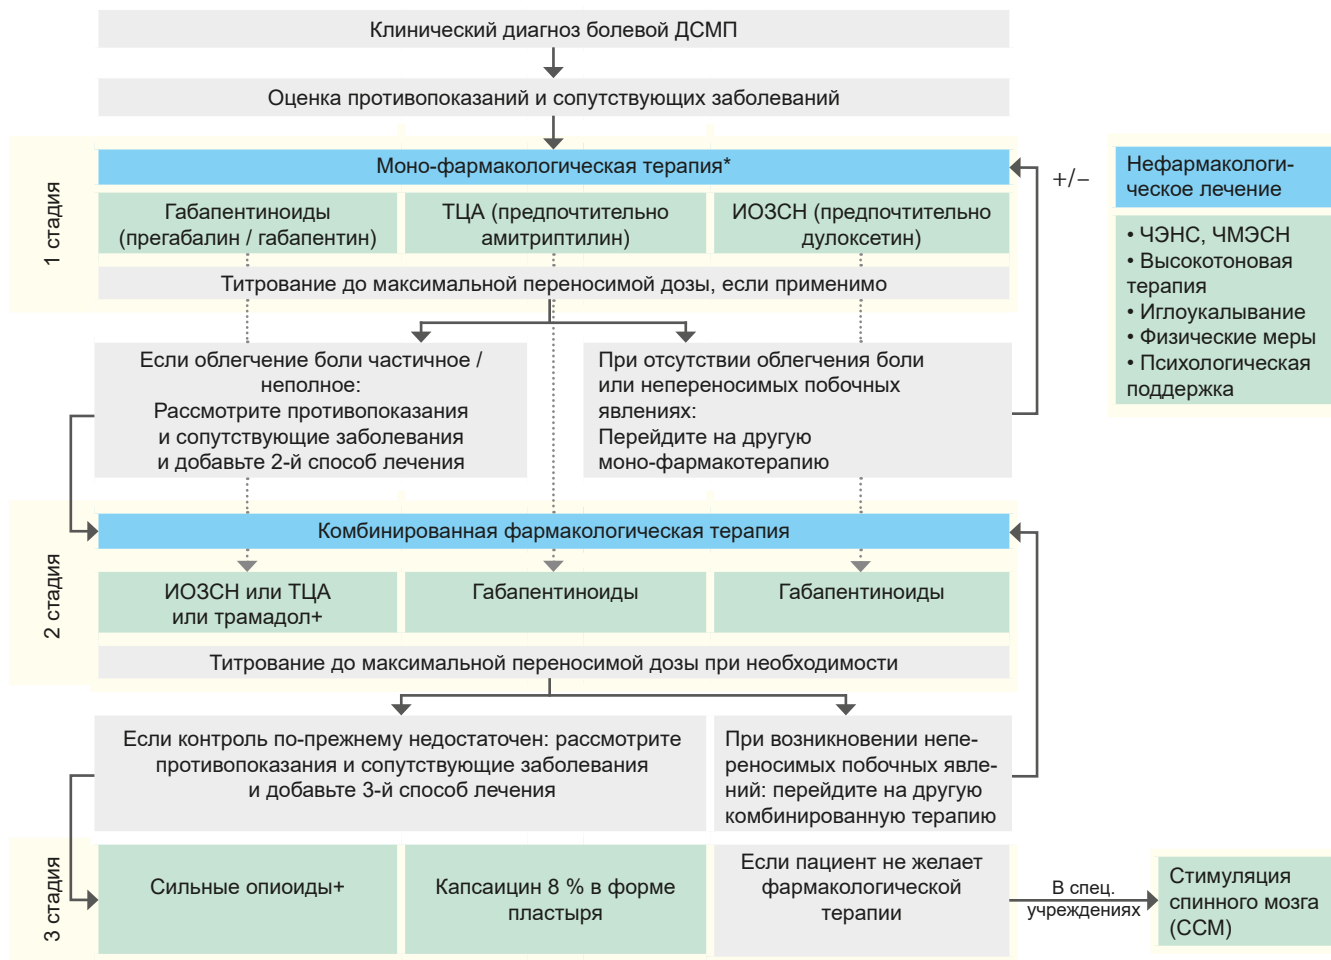 Клинический диагноз болевой ДСМП
Оценка противопоказаний и сопутствующих заболеваний
1 стадия
Моно-фармакологическая терапия*
Габапентиноиды
(прегабалин / габапентин)
ТЦА (предпочтительно
амитриптилин)
ИОЗСН (предпочтительно
дулоксетин)
Титрование до максимальной переносимой дозы, если применимо
+/−
Нефармакологи-
ческое лечение
• ЧЭНС, ЧМЭСН
• Высокотоновая
терапия
• Иглоукалывание
• Физические меры
• Психологическая
поддержка
Если облегчение боли частичное /
неполное:
Рассмотрите противопоказания
и сопутствующие заболевания
и добавьте 2-й способ лечения
При отсутствии облегчения боли
или непереносимых побочных
явлениях:
Перейдите на другую
моно-фармакотерапию
2 стадия
Комбинированная фармакологическая терапия
ИОЗСН или ТЦА
или трамадол+
Габапентиноиды
Габапентиноиды
Титрование до максимальной переносимой дозы при необходимости
Если контроль по-прежнему недостаточен: рассмотрите
противопоказания и сопутствующие заболевания
и добавьте 3-й способ лечения
При возникновении непе-
реносимых побочных явле-
ний: перейдите на другую
комбинированную терапию
3 стадия
Сильные опиоиды+
Капсаицин 8 % в форме
пластыря
Если пациент не желает
фармакологической
терапии
В спец.
учреждениях
Стимуляция
спинного мозга
(ССМ)